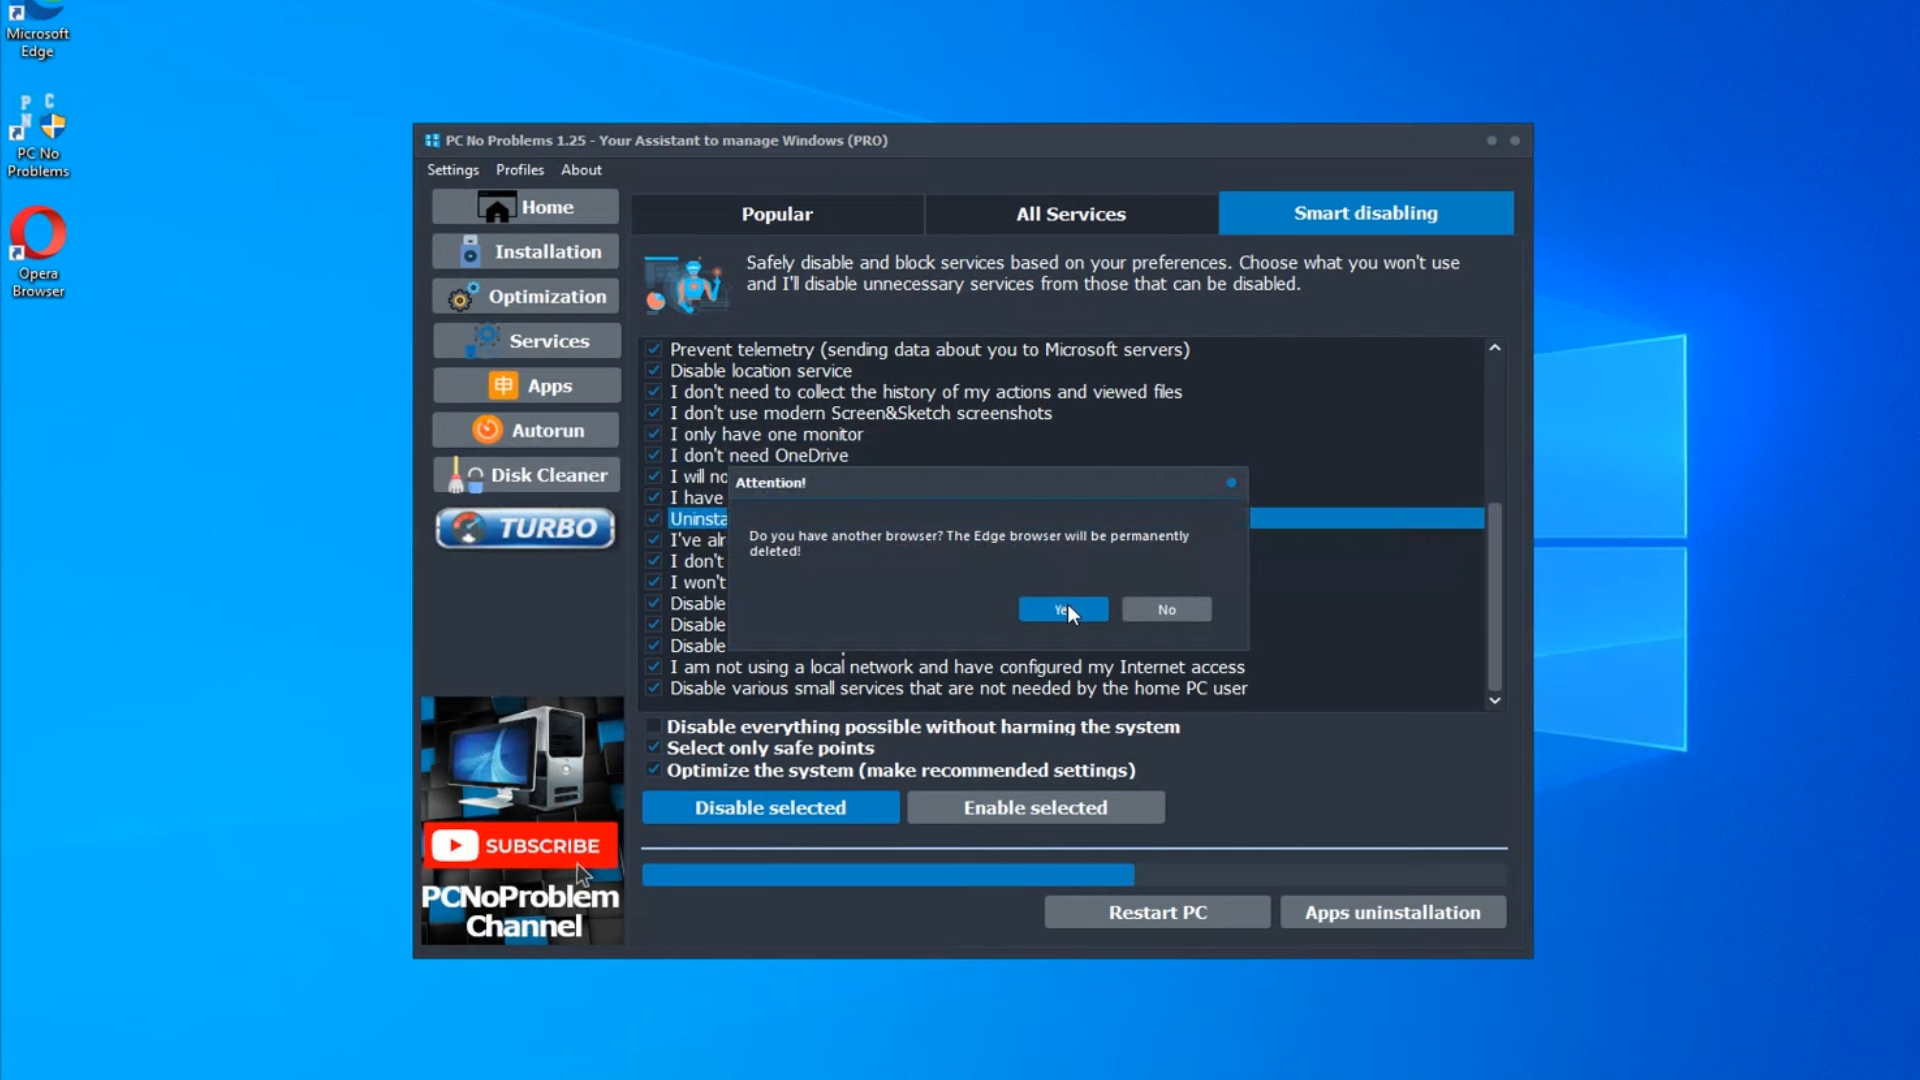 Microsoft
Edge
P C
N
PC No
Problems
Opera
Browser
PC No Problems 1.25 - Your Assistant to manage Windows (PRO)
Settings Profiles About
Home
Installation
Optimization
Services
Apps
Autorun
Disk Cleaner
TURBO
Popular
All Services
Smart disabling
Safely disable and block services based on your preferences. Choose what you won't use
and I'll disable unnecessary services from those that can be disabled.
Prevent telemetry (sending data about you to Microsoft servers)
Disable location service
I don't need to collect the history of my actions and viewed files
I don't use modern Screen&Sketch screenshots
I only have one monitor
I don't need OneDrive
I will
I have
I've
I don't
I won't
Disable
Disable
Disable
I am not using a local network and have configured my Internet access
Disable various small services that are not needed by the home PC user
Attention!
Do you have another browser? The Edge browser will be permanently
deleted!
No
Disable everything possible without harming the system
Select only safe points
Optimize the system (make recommended settings)
Disable selected
Enable selected
Restart PC
Apps uninstallation
SUBSCRIBE
PCNoProblem
Channel